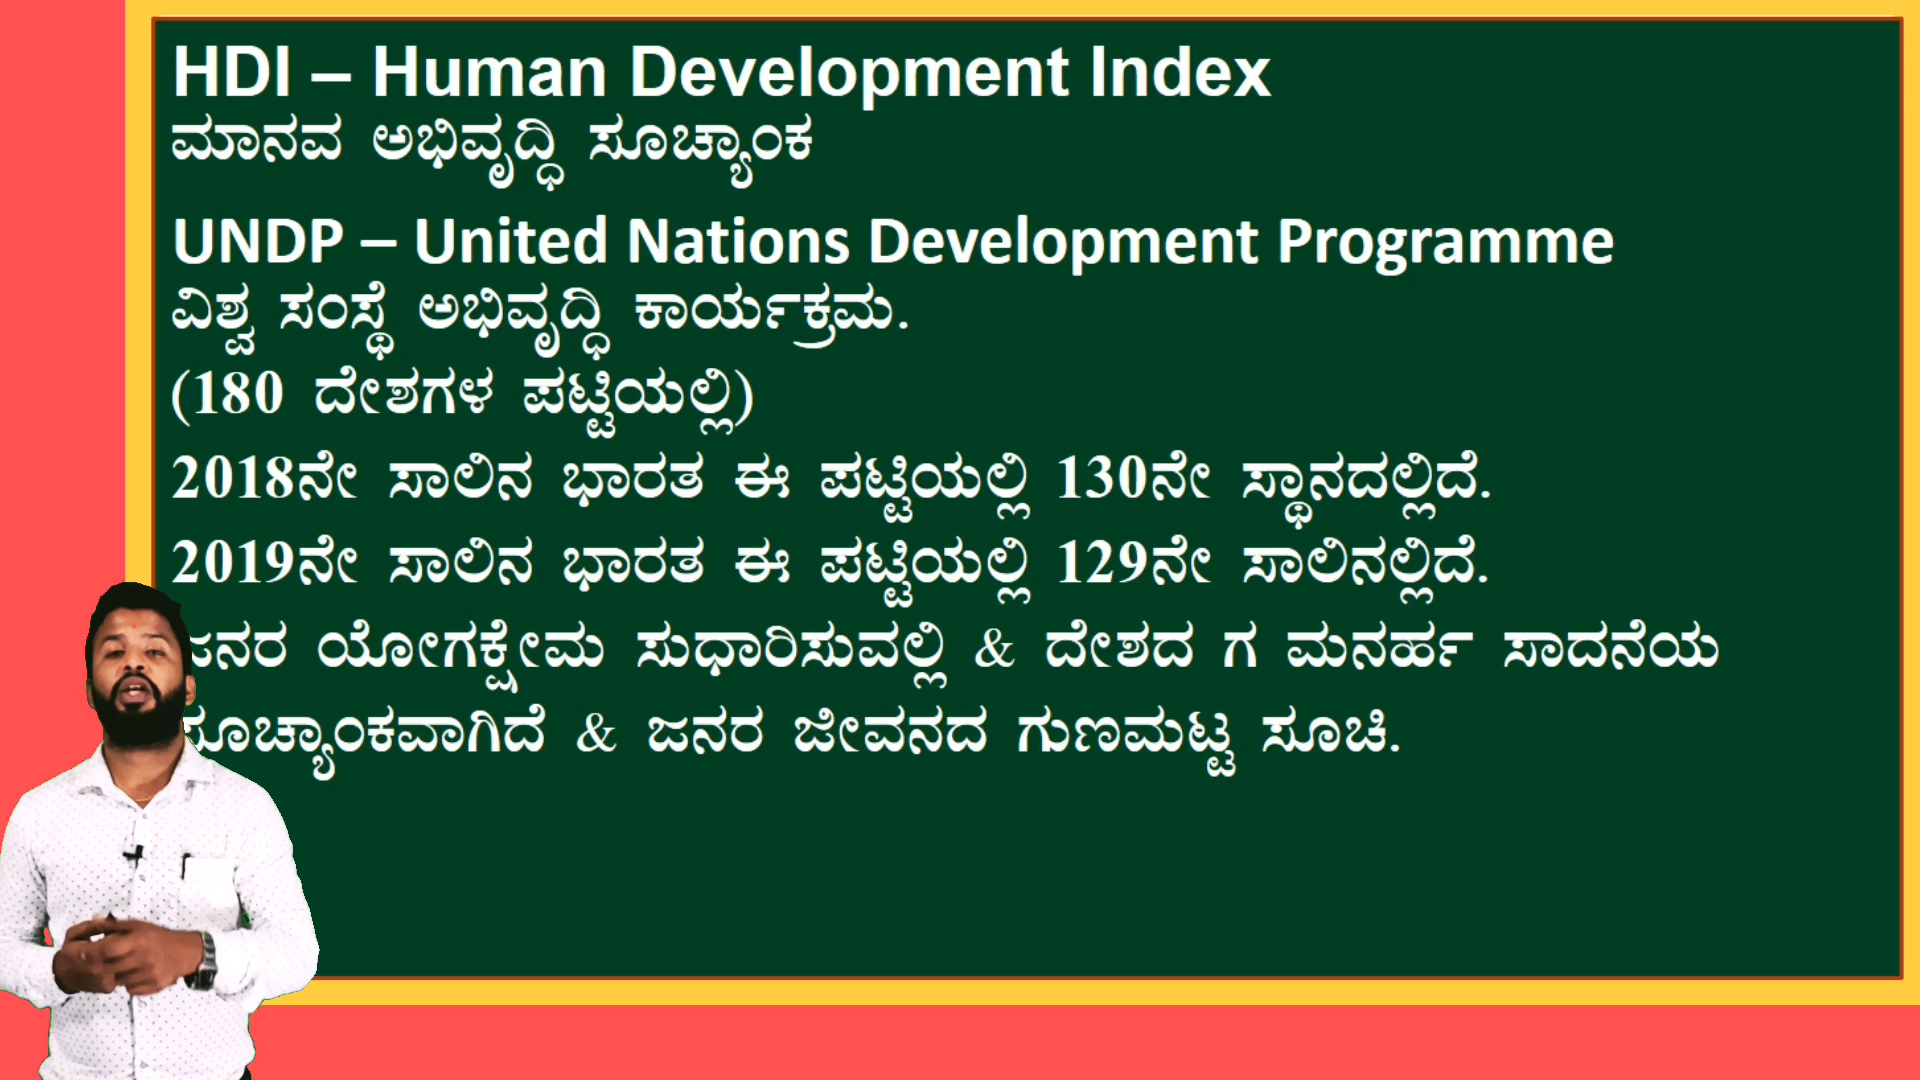 HDI – Human Development Index
ಮಾನವ ಅಭಿವೃದ್ಧಿ ಸೂಚ್ಯಾಂಕ
UNDP – United Nations Development Programme
ವಿಶ್ವ ಸಂಸ್ಥೆ ಅಭಿವೃದ್ಧಿ ಕಾರ್ಯಕ್ರಮ.
(180 ದೇಶಗಳ ಪಟ್ಟಿಯಲ್ಲಿ)
2018ನೇ ಸಾಲಿನ ಭಾರತ ಈ ಪಟ್ಟಿಯಲ್ಲಿ 130ನೇ ಸ್ಥಾನದಲ್ಲಿದೆ.
2019ನೇ ಸಾಲಿನ ಭಾರತ ಈ ಪಟ್ಟಿಯಲ್ಲಿ 129ನೇ ಸಾಲಿನಲ್ಲಿದೆ.
ಜನರ ಯೋಗಕ್ಷೇಮ ಸುಧಾರಿಸುವಲ್ಲಿ & ದೇಶದ ಗ ಮನರ್ಹ ಸಾದನೆಯ
ಸೂಚ್ಯಾಂಕವಾಗಿದೆ & ಜನರ ಜೀವನದ ಗುಣಮಟ್ಟ ಸೂಚಿ.